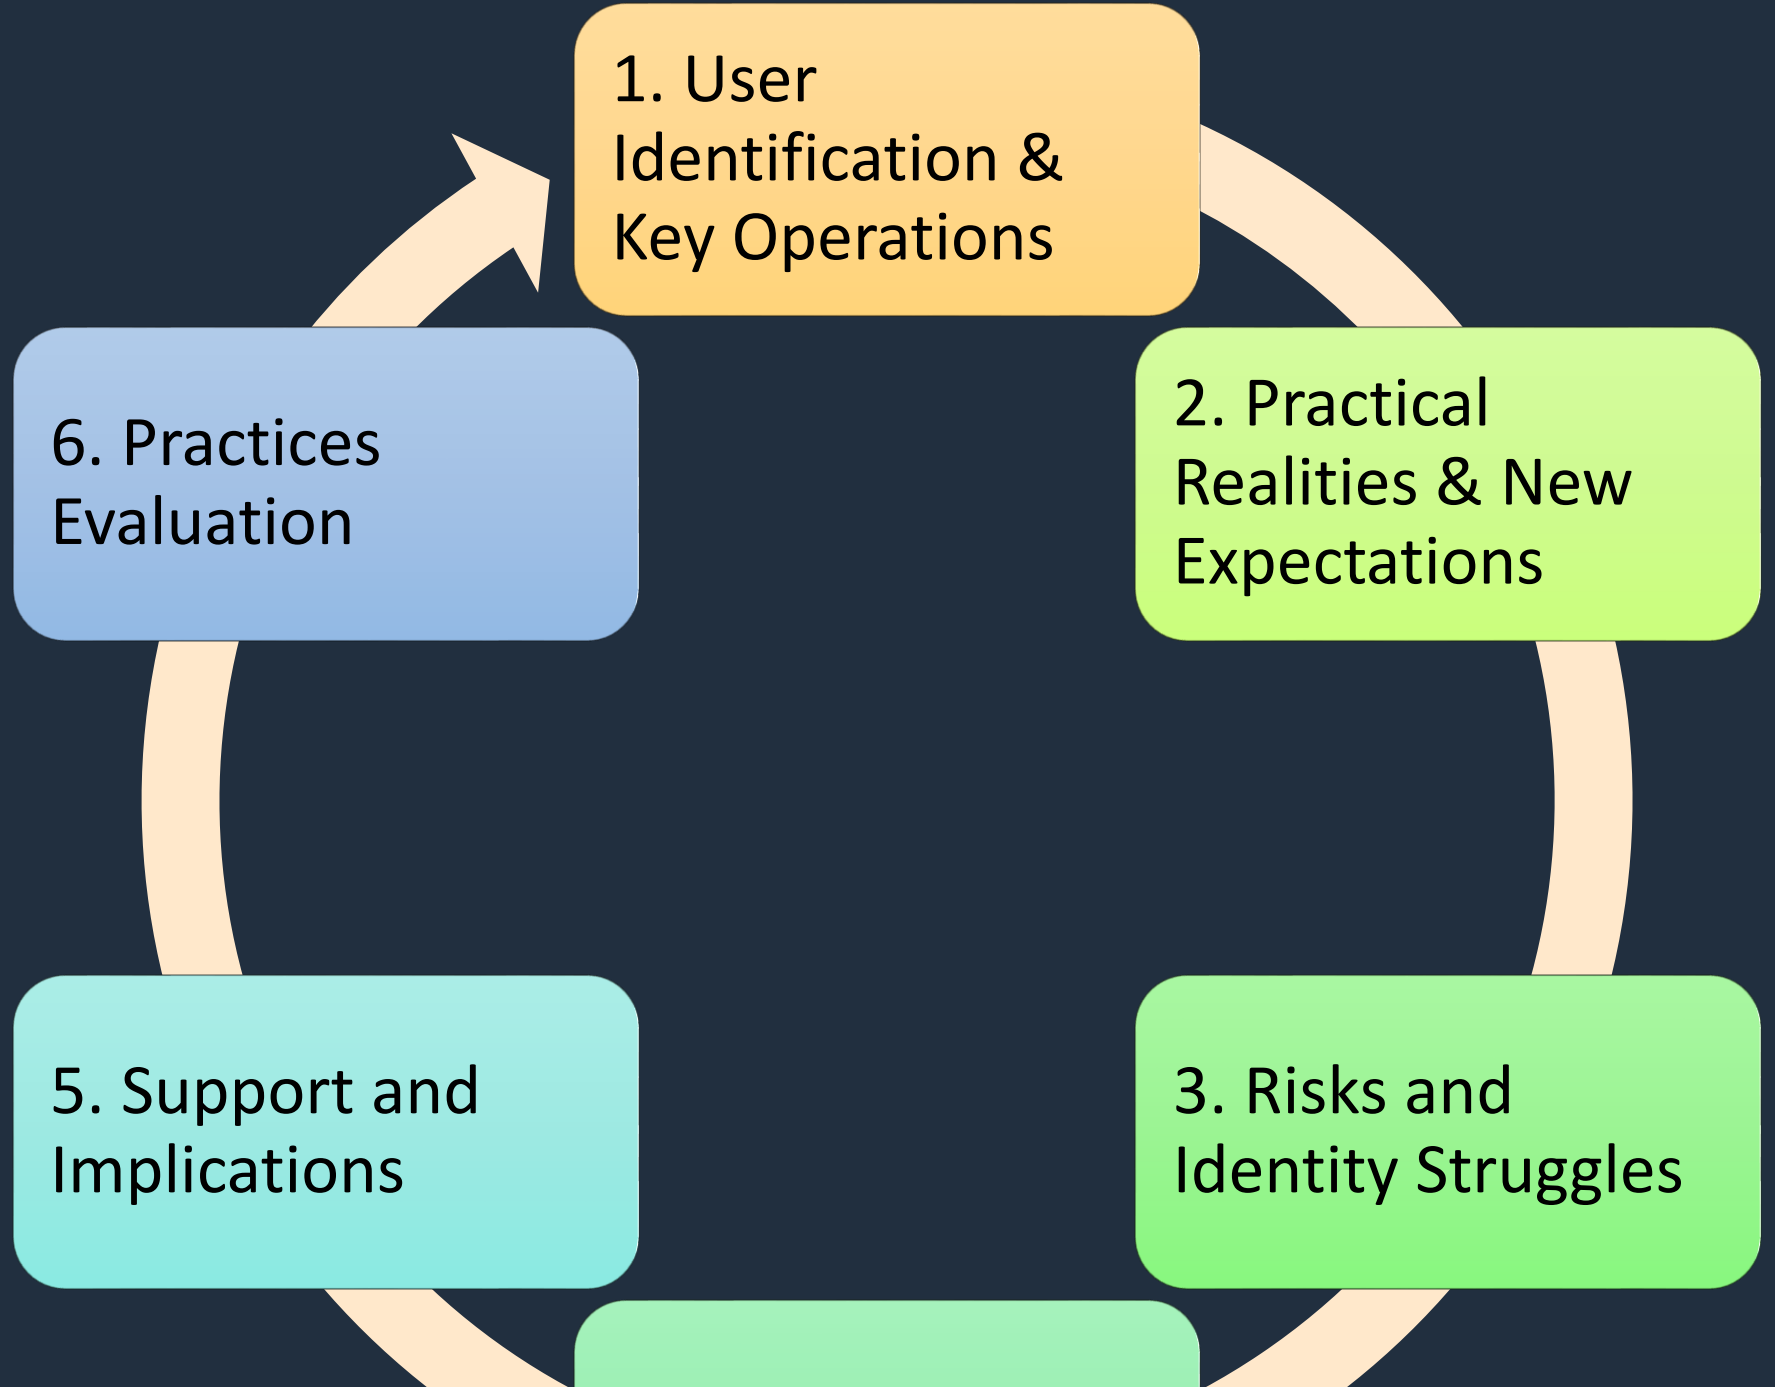 1. User
Identification &
Key Operations
2. Practical
Realities & New
Expectations
3. Risks and
Identity Struggles
5. Support and
Implications
6. Practices
Evaluation